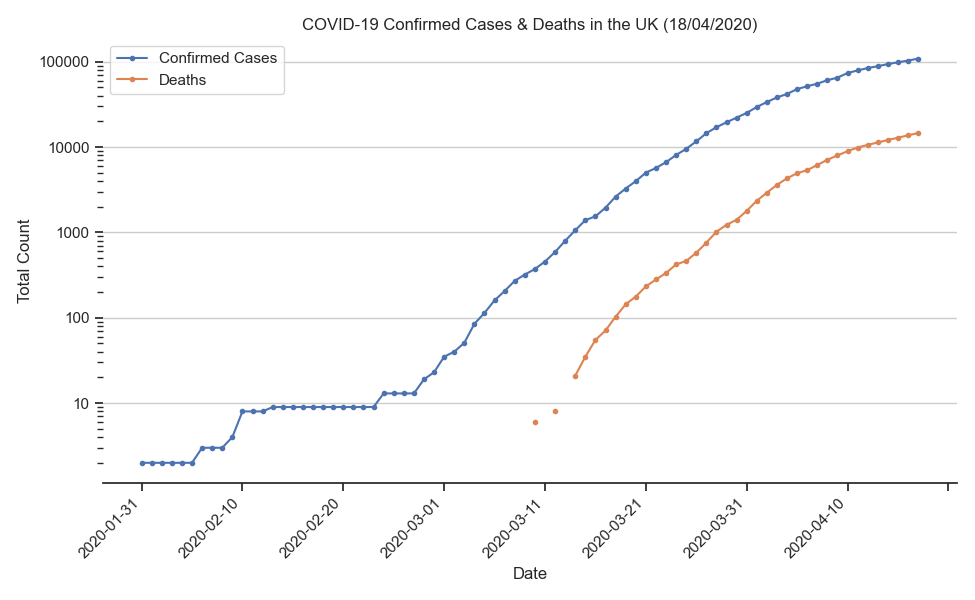 COVID-19 Confirmed Cases & Deaths in the UK (18/04/2020)
Confirmed Cases
Deaths
100000
10000
1000
100
10
Total Count
2020-01-31
2020-02-10
2020-02-20
2020-03-01
2020-03-11
2020-03-21
2020-03-31
2020-04-10
Date